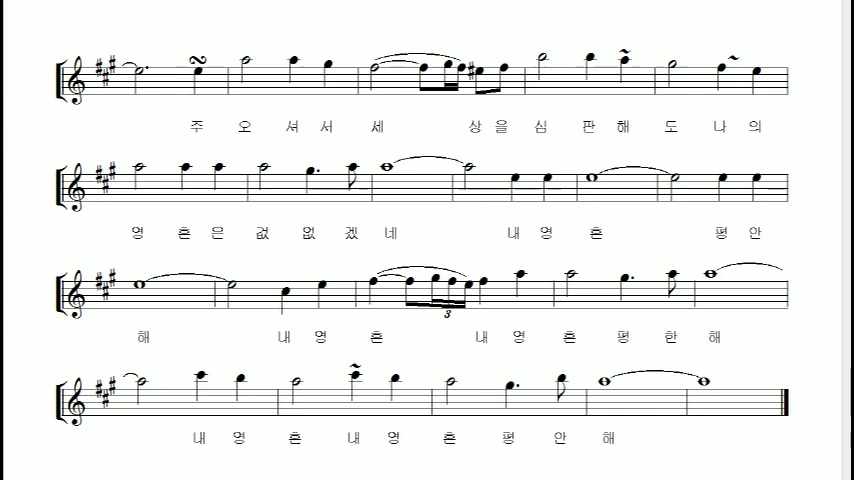 주 오 셔 서 세 상 을 심 판 해 도 나 의
영 혼 은 겂 없 겠 네 내 영 혼 평 안
해 내 영 혼 내 영 혼 평 한 해
3
내 영 혼 내 영 혼 평 안 해